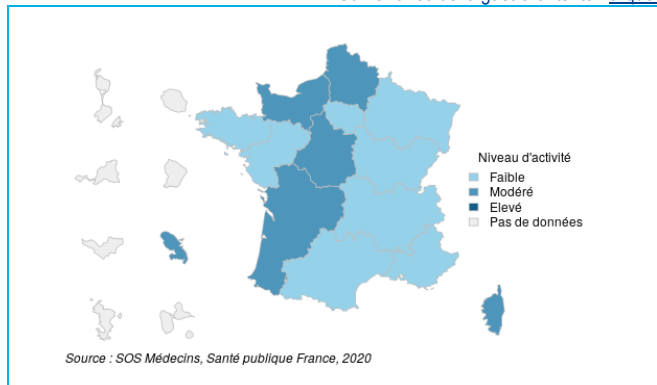 Niveau d'activité
Faible
Modéré
Elevé
Pas de données
Source : SOS Médecins, Santé publique France, 2020